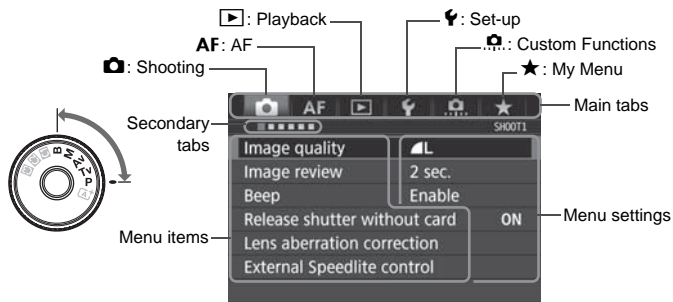 : Playback
: Set-up
AF: AF
: Custom Functions
: Shooting
: My Menu
AF
Main tabs
Secondary tabs
SHOOT1
Image quality L
Image review 2 sec.
Beep Enable
Release shutter without card ON
Lens aberration correction
External Speedlite control
Menu items
Menu settings
B
M
Av
Tv
P
A+